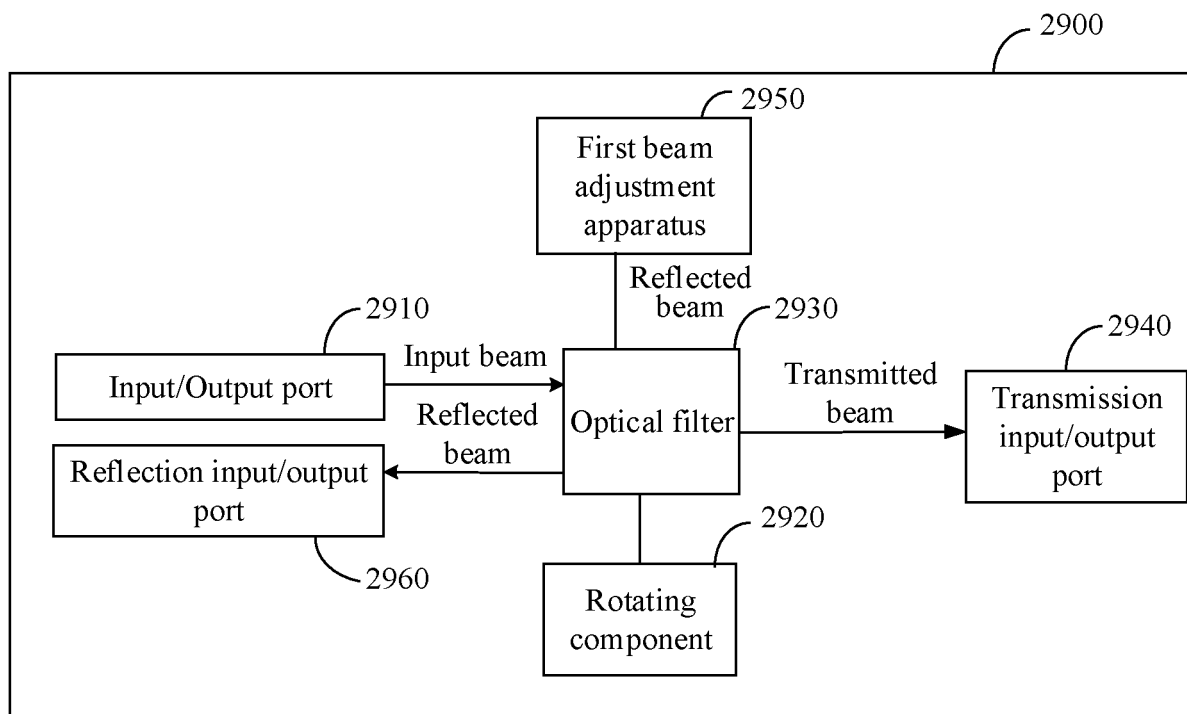 2900
2950
First beam
adjustment
apparatus
Reflected
beam
2910
2930
2940
Input/Output port
Input beam
Reflected
beam
Optical filter
Transmitted
beam
Transmission
input/output
port
Reflection input/output
port
2960
2920
Rotating
component